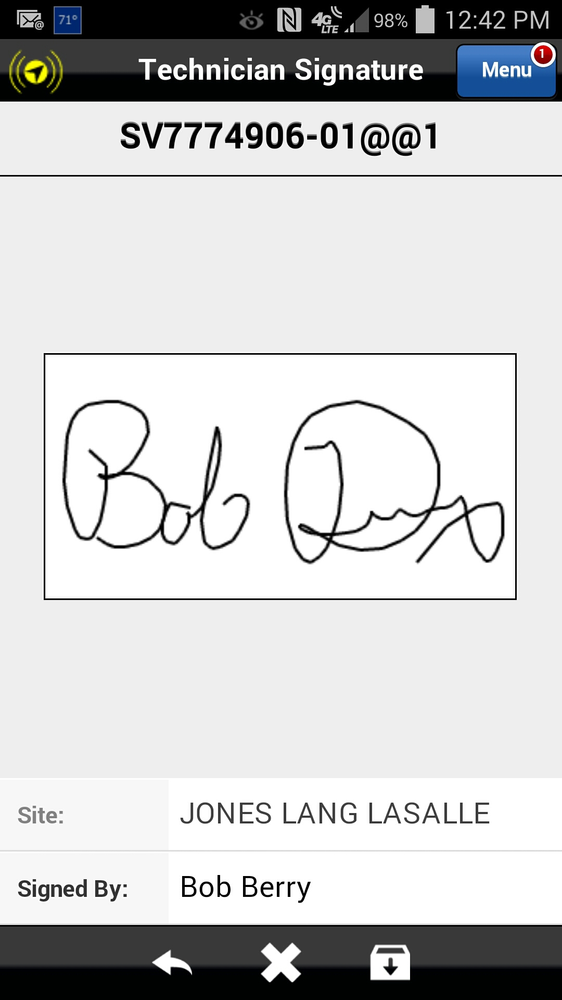 71° 98% 12:42 PM
Technician Signature
Menu 1
SV7774906-01@@1
Bob
Site: JONES LANG LASALLE
Signed By: Bob Berry